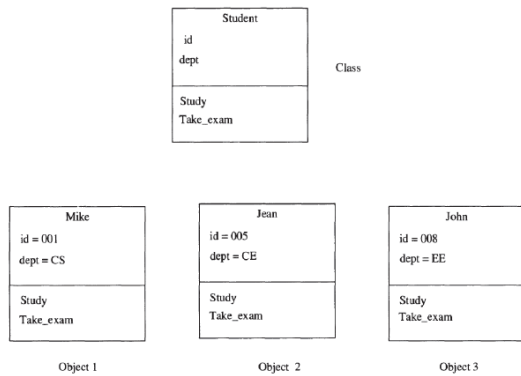 Student
id
dept
Class
Study
Take_exam
Mike
id = 001
dept = CS
Study
Take_exam
Object 1
Jean
id = 005
dept = CE
Study
Take_exam
Object 2
John
id = 008
dept = EE
Study
Take_exam
Object 3